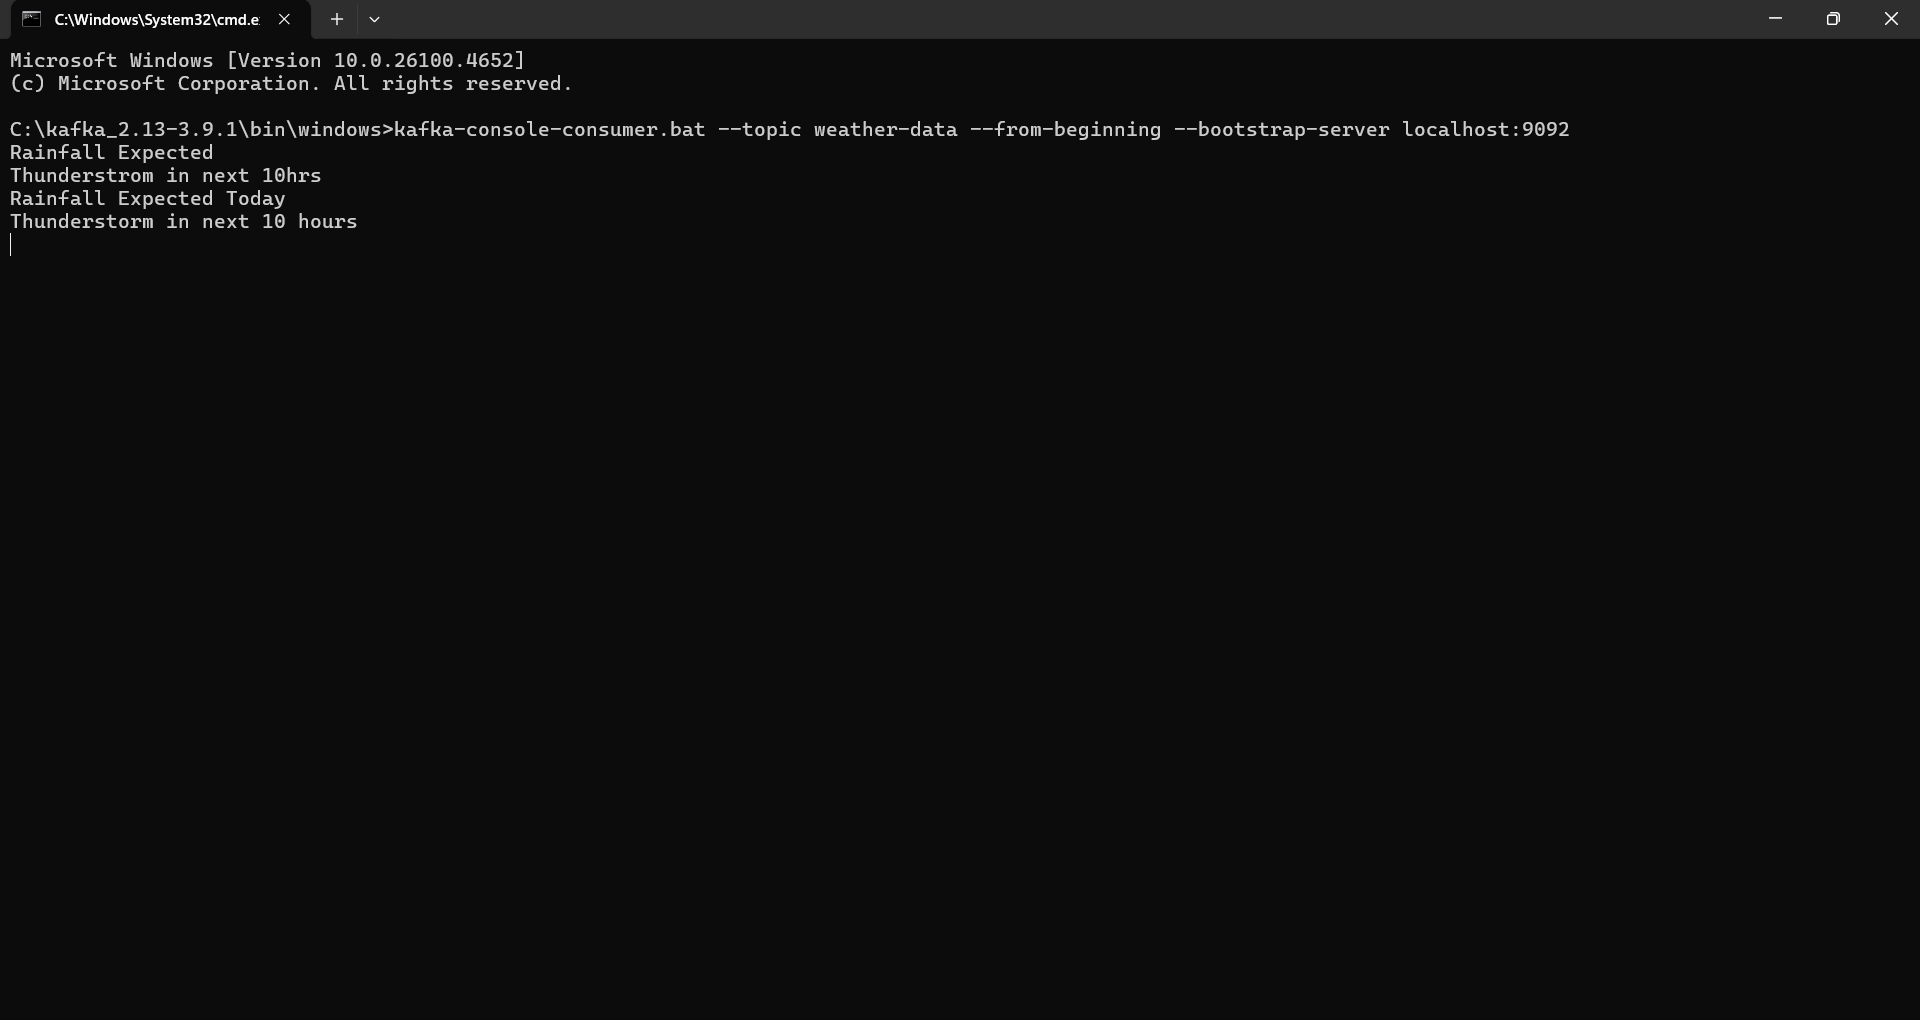 C:\Windows\System32\cmd.e
Microsoft Windows [Version 10.0.26100.4652]
(c) Microsoft Corporation. All rights reserved.
C:\kafka_2.13-3.9.1\bin\windows>kafka-console-consumer.bat --topic weather-data --from-beginning --bootstrap-server localhost:9092
Rainfall Expected
Thunderstrom in next 10hrs
Rainfall Expected Today
Thunderstorm in next 10 hours